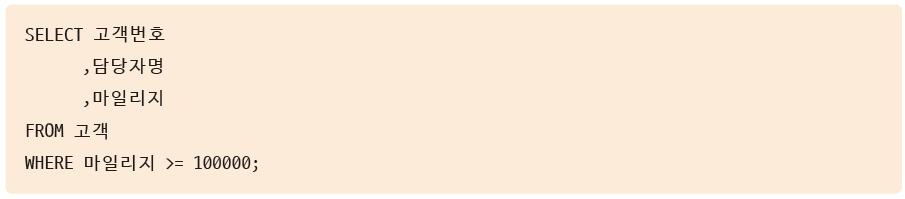 SELECT 고객번호
,담당자명
,마일리지
FROM 고객
WHERE 마일리지 >= 100000;